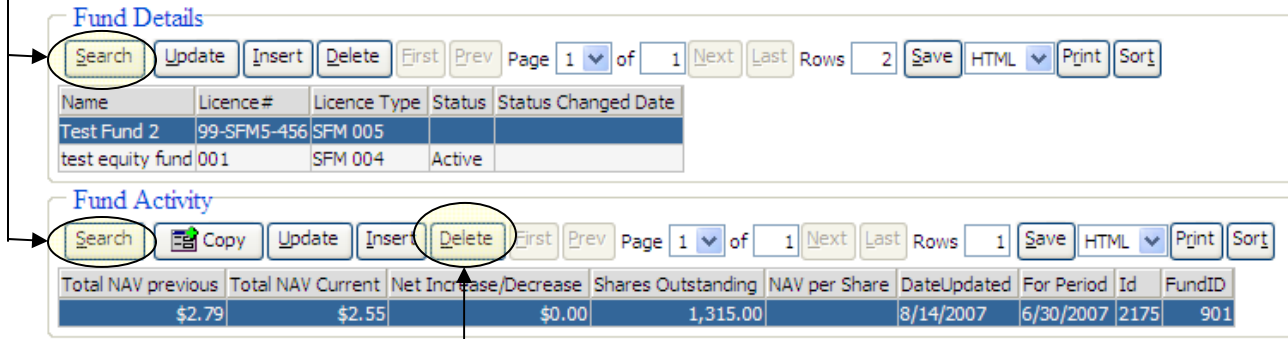 Fund Details
Search Update Insert Delete First Prev Page 1 of 1 Next Last Rows 2 Save HTML Print Sort
Name Licence# Licence Type Status Status Changed Date
Test Fund 2 99-SFM5-456 SFM 005
test equity fund 001 SFM 004 Active
Fund Activity
Search Copy Update Insert Delete First Prev Page 1 of 1 Next Last Rows 1 Save HTML Print Sort
Total NAV previous Total NAV Current Net Increase/Decrease Shares Outstanding NAV per Share DateUpdated For Period Id FundID
$2.79 $2.55 $0.00 1,315.00 8/14/2007 6/30/2007 2175 901